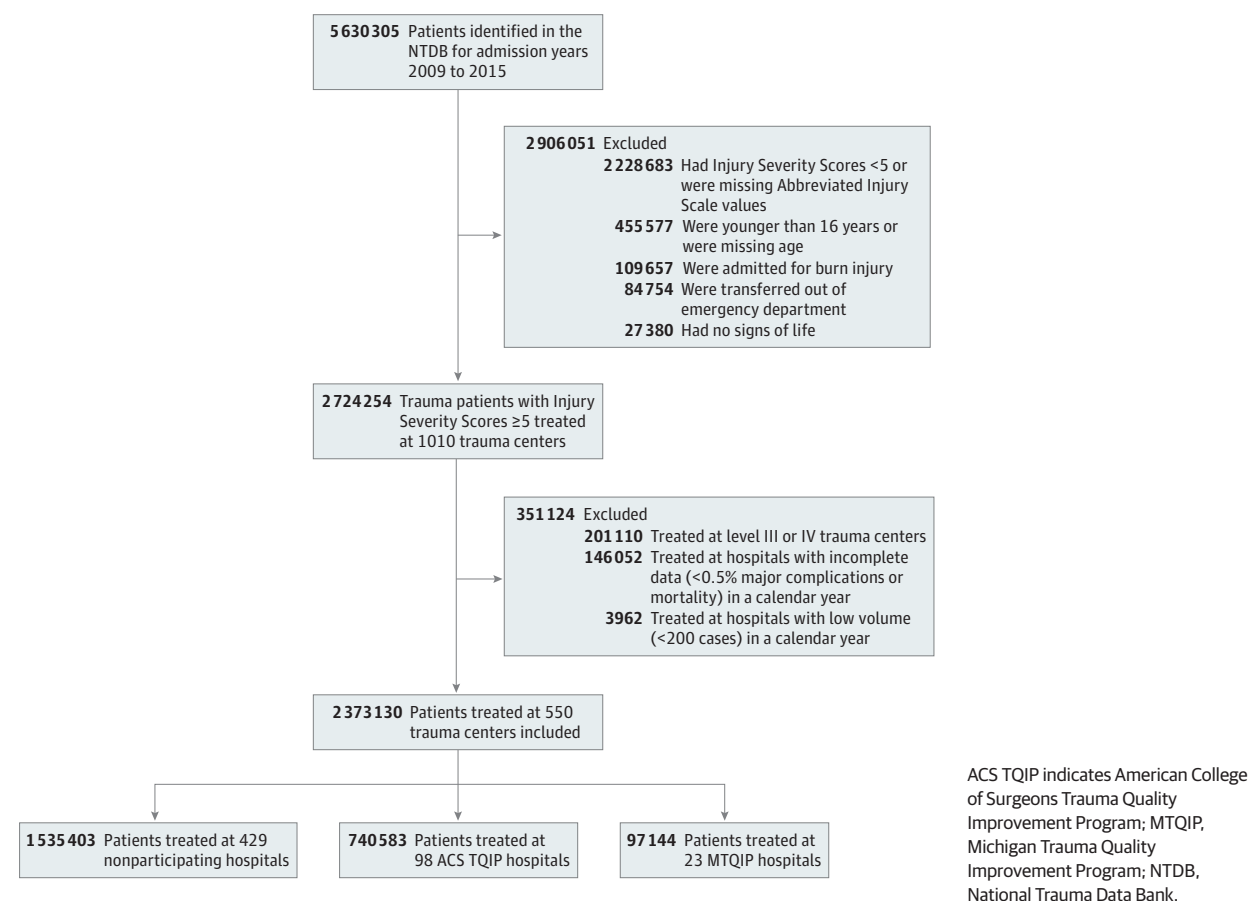 5630305 Patients identified in the
NTDB for admission years
2009 to 2015
2906051 Excluded
2228683 Had Injury Severity Scores <5 or
were missing Abbreviated Injury
Scale values
455577 Were younger than 16 years or
were missing age
109657 Were admitted for burn injury
84754 Were transferred out of
emergency department
27380 Had no signs of life
2724254 Trauma patients with Injury
Severity Scores ≥5 treated
at 1010 trauma centers
351124 Excluded
201110 Treated at level III or IV trauma centers
146052 Treated at hospitals with incomplete
data (<0.5% major complications or
mortality) in a calendar year
3962 Treated at hospitals with low volume
(<200 cases) in a calendar year
2373130 Patients treated at 550
trauma centers included
1535403 Patients treated at 429
nonparticipating hospitals
740583 Patients treated at
98 ACS TQIP hospitals
97144 Patients treated at
23 MTQIP hospitals
ACS TQIP indicates American College
of Surgeons Trauma Quality
Improvement Program; MTQIP,
Michigan Trauma Quality
Improvement Program; NTDB,
National Trauma Data Bank.